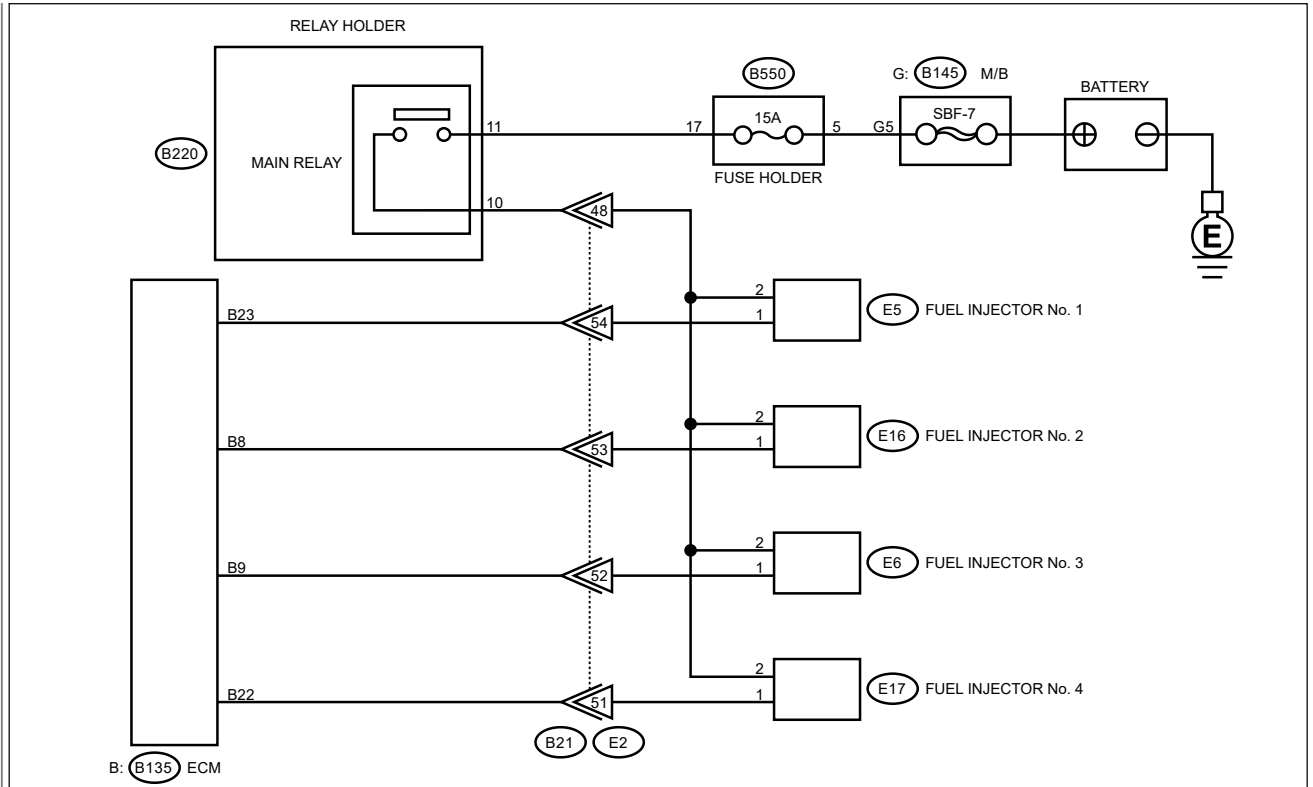 RELAY HOLDER
B550
G: B145 M/B
BATTERY
11
17
15A
5
G5
SBF-7
B220
MAIN RELAY
FUSE HOLDER
10
48
E
2
B23
54
1
E5 FUEL INJECTOR No. 1
2
B8
53
1
E16 FUEL INJECTOR No. 2
2
B9
52
1
E6 FUEL INJECTOR No. 3
2
B22
51
1
E17 FUEL INJECTOR No. 4
B21 E2
B: B135 ECM